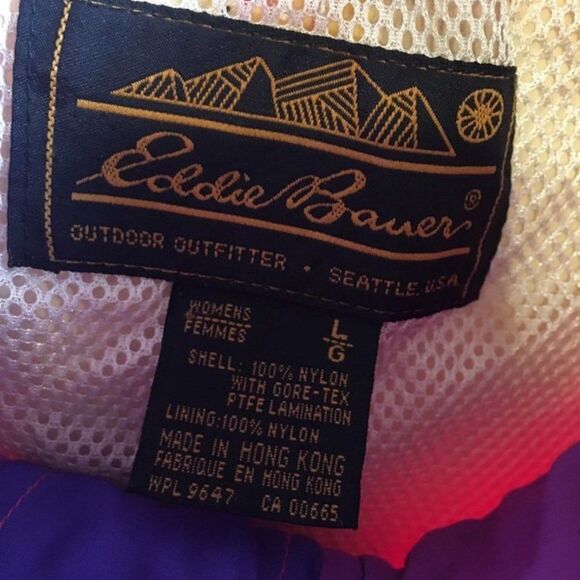 Eddie Bauer ®
OUTDOOR OUTFITTER • SEATTLE, U.S.A.
WOMENS L
FEMMES G
SHELL: 100% NYLON
WITH GORE-TEX
PTFE LAMINATION
LINING: 100% NYLON
MADE IN HONG KONG
FABRIQUE EN HONG KONG
WPL 9647 CA 00665